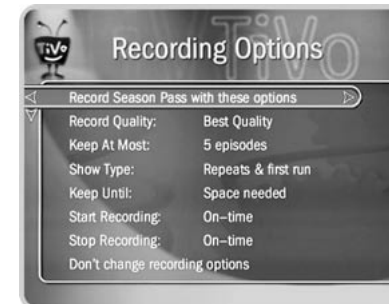 TiVo
Recording Options
TiVo
Record Season Pass with these options
Record Quality: Best Quality
Keep At Most: 5 episodes
Show Type: Repeats & first run
Keep Until: Space needed
Start Recording: On–time
Stop Recording: On–time
Don't change recording options